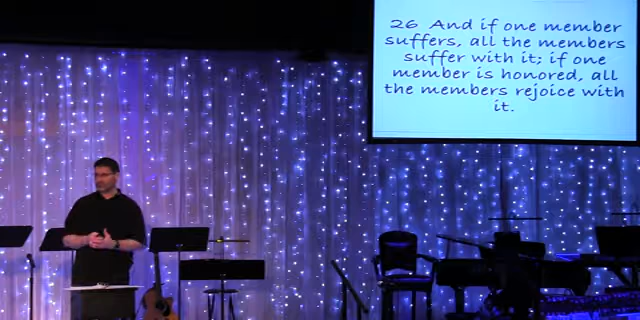 26 And if one member
suffers, all the members
suffer with it; if one
member is honored, all
the members rejoice with
it.